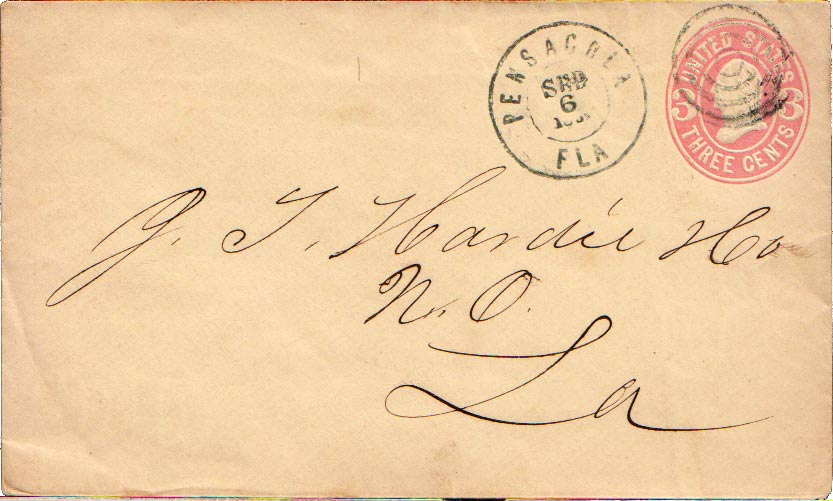 PENSACOLA
SEP
6
FLA
UNITED STATES
3 3
THREE CENTS
J. T. Hardie & Co
N. O.
La